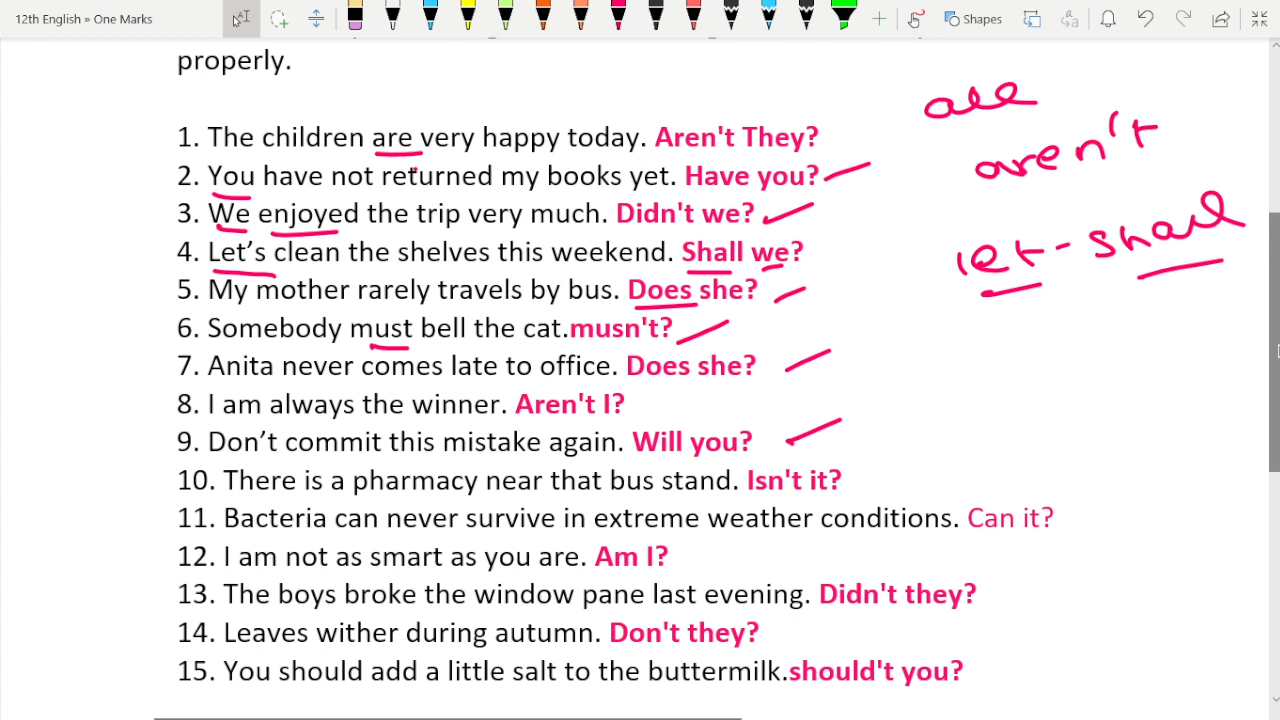 12th English » One Marks
Shapes
properly.
1. The children are very happy today. Aren't They?
2. You have not returned my books yet. Have you?
3. We enjoyed the trip very much. Didn't we?
4. Let's clean the shelves this weekend. Shall we?
5. My mother rarely travels by bus. Does she?
6. Somebody must bell the cat.musn't?
7. Anita never comes late to office. Does she?
8. I am always the winner. Aren't I?
9. Don't commit this mistake again. Will you?
10. There is a pharmacy near that bus stand. Isn't it?
11. Bacteria can never survive in extreme weather conditions. Can it?
12. I am not as smart as you are. Am I?
13. The boys broke the window pane last evening. Didn't they?
14. Leaves wither during autumn. Don't they?
15. You should add a little salt to the buttermilk.should't you?
are
aren't
let - shall